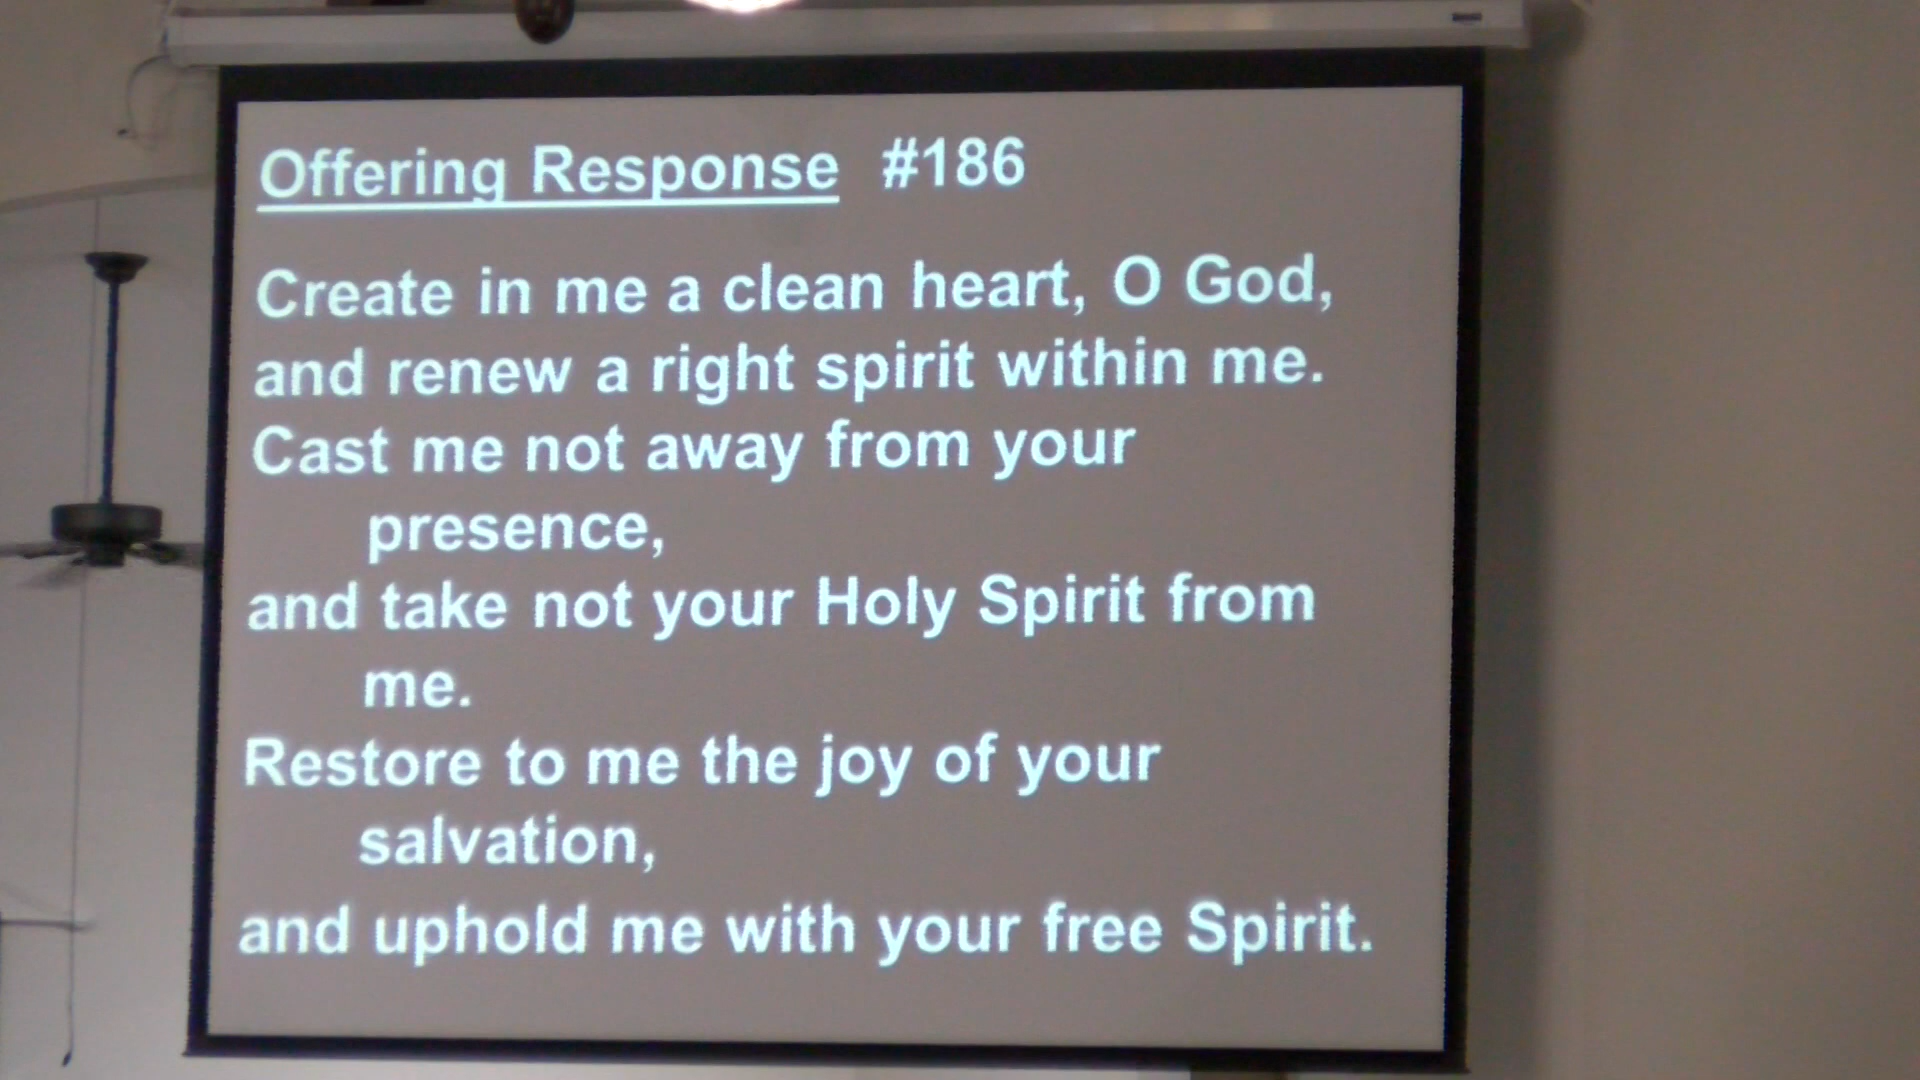 Offering Response #186
Create in me a clean heart, O God,
and renew a right spirit within me.
Cast me not away from your
presence,
and take not your Holy Spirit from
me.
Restore to me the joy of your
salvation,
and uphold me with your free Spirit.